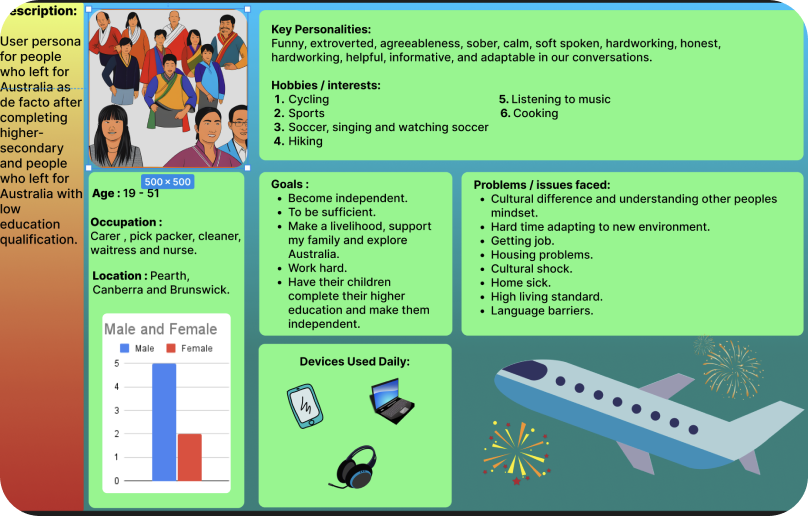 escription:
User persona
for people
who left for
Australia as
de facto after
completing
higher-
secondary
and people
who left for
Australia with
low
education
qualification.
500 × 500
Age : 19 - 51
Occupation :
Carer , pick packer, cleaner,
waitress and nurse.
Location : Pearth,
Canberra and Brunswick.
Male and Female
Male Female
5
4
3
2
1
0
Key Personalities:
Funny, extroverted, agreeableness, sober, calm, soft spoken, hardworking, honest,
hardworking, helpful, informative, and adaptable in our conversations.
Hobbies / interests:
1. Cycling
2. Sports
3. Soccer, singing and watching soccer
4. Hiking
5. Listening to music
6. Cooking
Goals :
• Become independent.
• To be sufficient.
• Make a livelihood, support
my family and explore
Australia.
• Work hard.
• Have their children
complete their higher
education and make them
independent.
Problems / issues faced:
• Cultural difference and understanding other peoples
mindset.
• Hard time adapting to new environment.
• Getting job.
• Housing problems.
• Cultural shock.
• Home sick.
• High living standard.
• Language barriers.
Devices Used Daily: